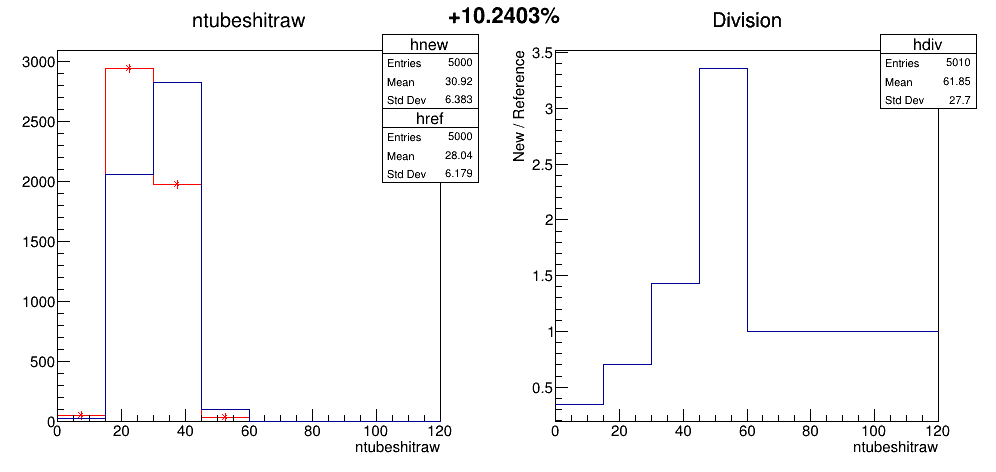 +10.2403%
ntubeshitraw
hnew
Entries 5000
Mean 30.92
Std Dev 6.383
href
Entries 5000
Mean 28.04
Std Dev 6.179
3000
2500
2000
1500
1000
500
0
0 20 40 60 80 100 120
ntubeshitraw
Division
hdiv
Entries 5010
Mean 61.85
Std Dev 27.7
New / Reference
3.5
3
2.5
2
1.5
1
0.5
0 20 40 60 80 100 120
ntubeshitraw